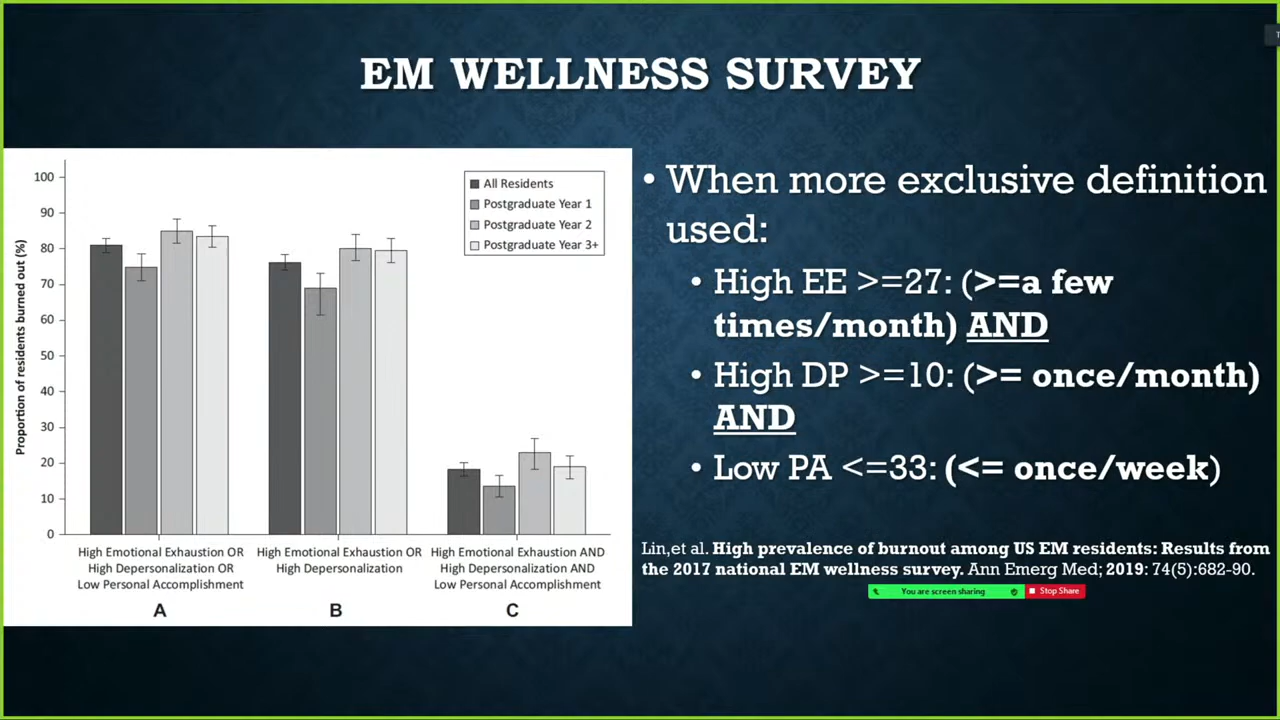 EM WELLNESS SURVEY
100
90
80
70
60
50
40
30
20
10
0
Proportion of residents burned out (%)
All Residents
Postgraduate Year 1
Postgraduate Year 2
Postgraduate Year 3+
High Emotional Exhaustion OR
High Depersonalization OR
Low Personal Accomplishment
A
High Emotional Exhaustion OR
High Depersonalization
B
High Emotional Exhaustion AND
High Depersonalization AND
Low Personal Accomplishment
C
• When more exclusive definition
used:
• High EE >=27: (>=a few
times/month) AND
• High DP >=10: (>= once/month)
AND
• Low PA <=33: (<= once/week)
Lin,et al. High prevalence of burnout among US EM residents: Results from
the 2017 national EM wellness survey. Ann Emerg Med; 2019: 74(5):682-90.
You are screen sharing
Stop Share